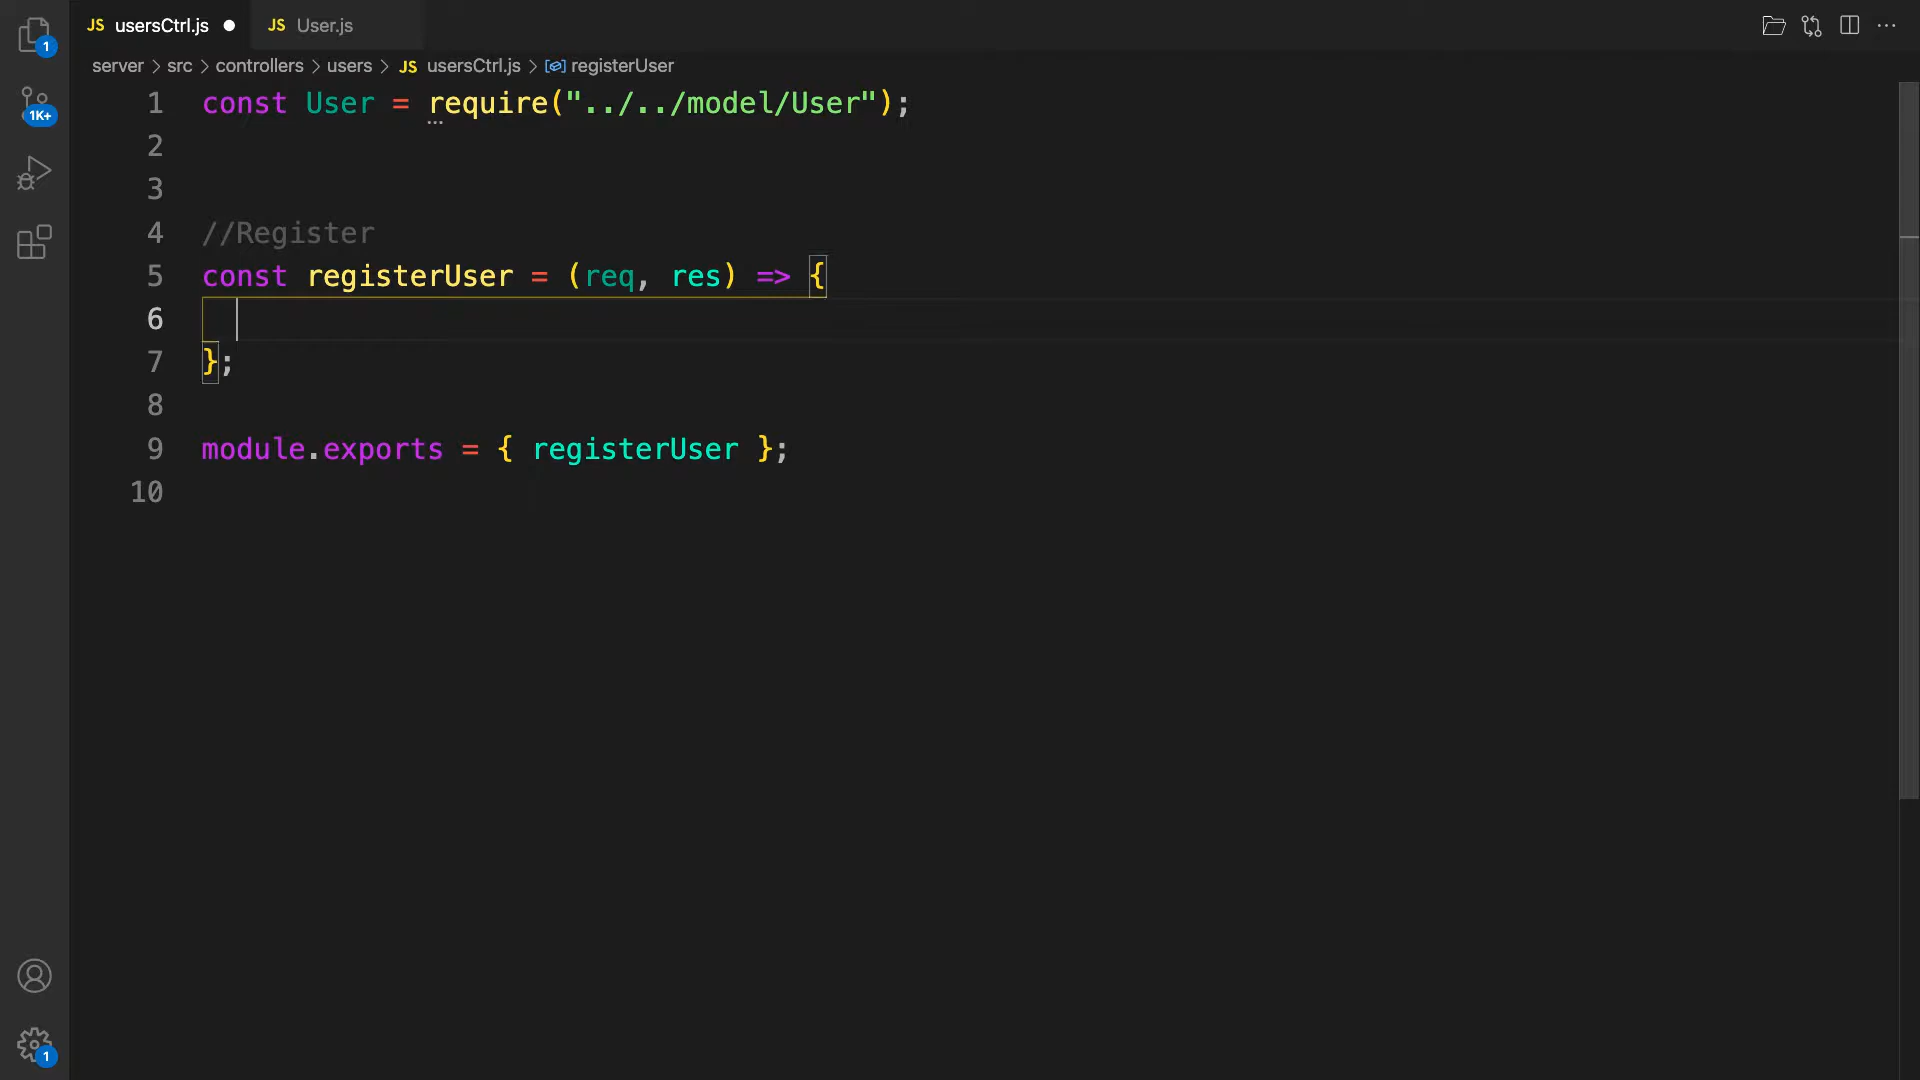 JS usersCtrl.js JS User.js
server > src > controllers > users > JS usersCtrl.js > registerUser
1 const User = require("../../model/User");
2
3
4 //Register
5 const registerUser = (req, res) => {
6
7 };
8
9 module.exports = { registerUser };
10
1
1K+
1